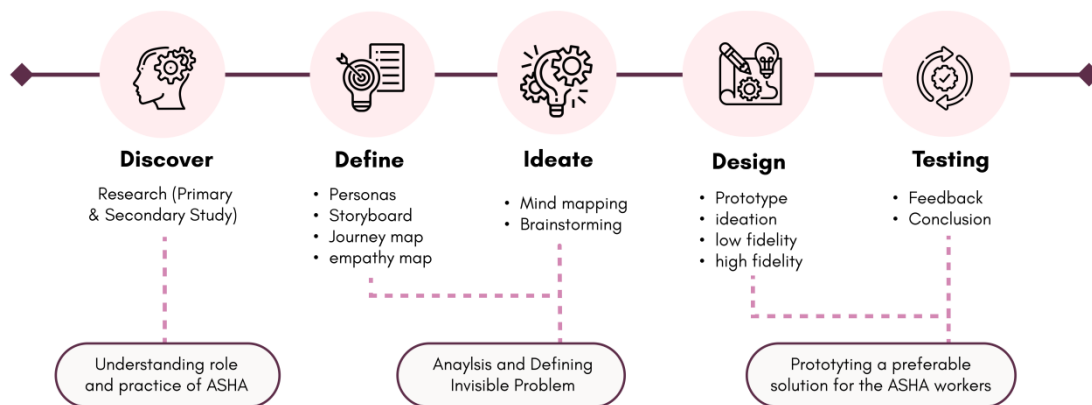 Discover
Research (Primary
& Secondary Study)
Define
• Personas
• Storyboard
• Journey map
• empathy map
Ideate
• Mind mapping
• Brainstorming
Design
• Prototype
• ideation
• low fidelity
• high fidelity
Testing
• Feedback
• Conclusion
Understanding role
and practice of ASHA
Anaylsis and Defining
Invisible Problem
Prototyting a preferable
solution for the ASHA workers